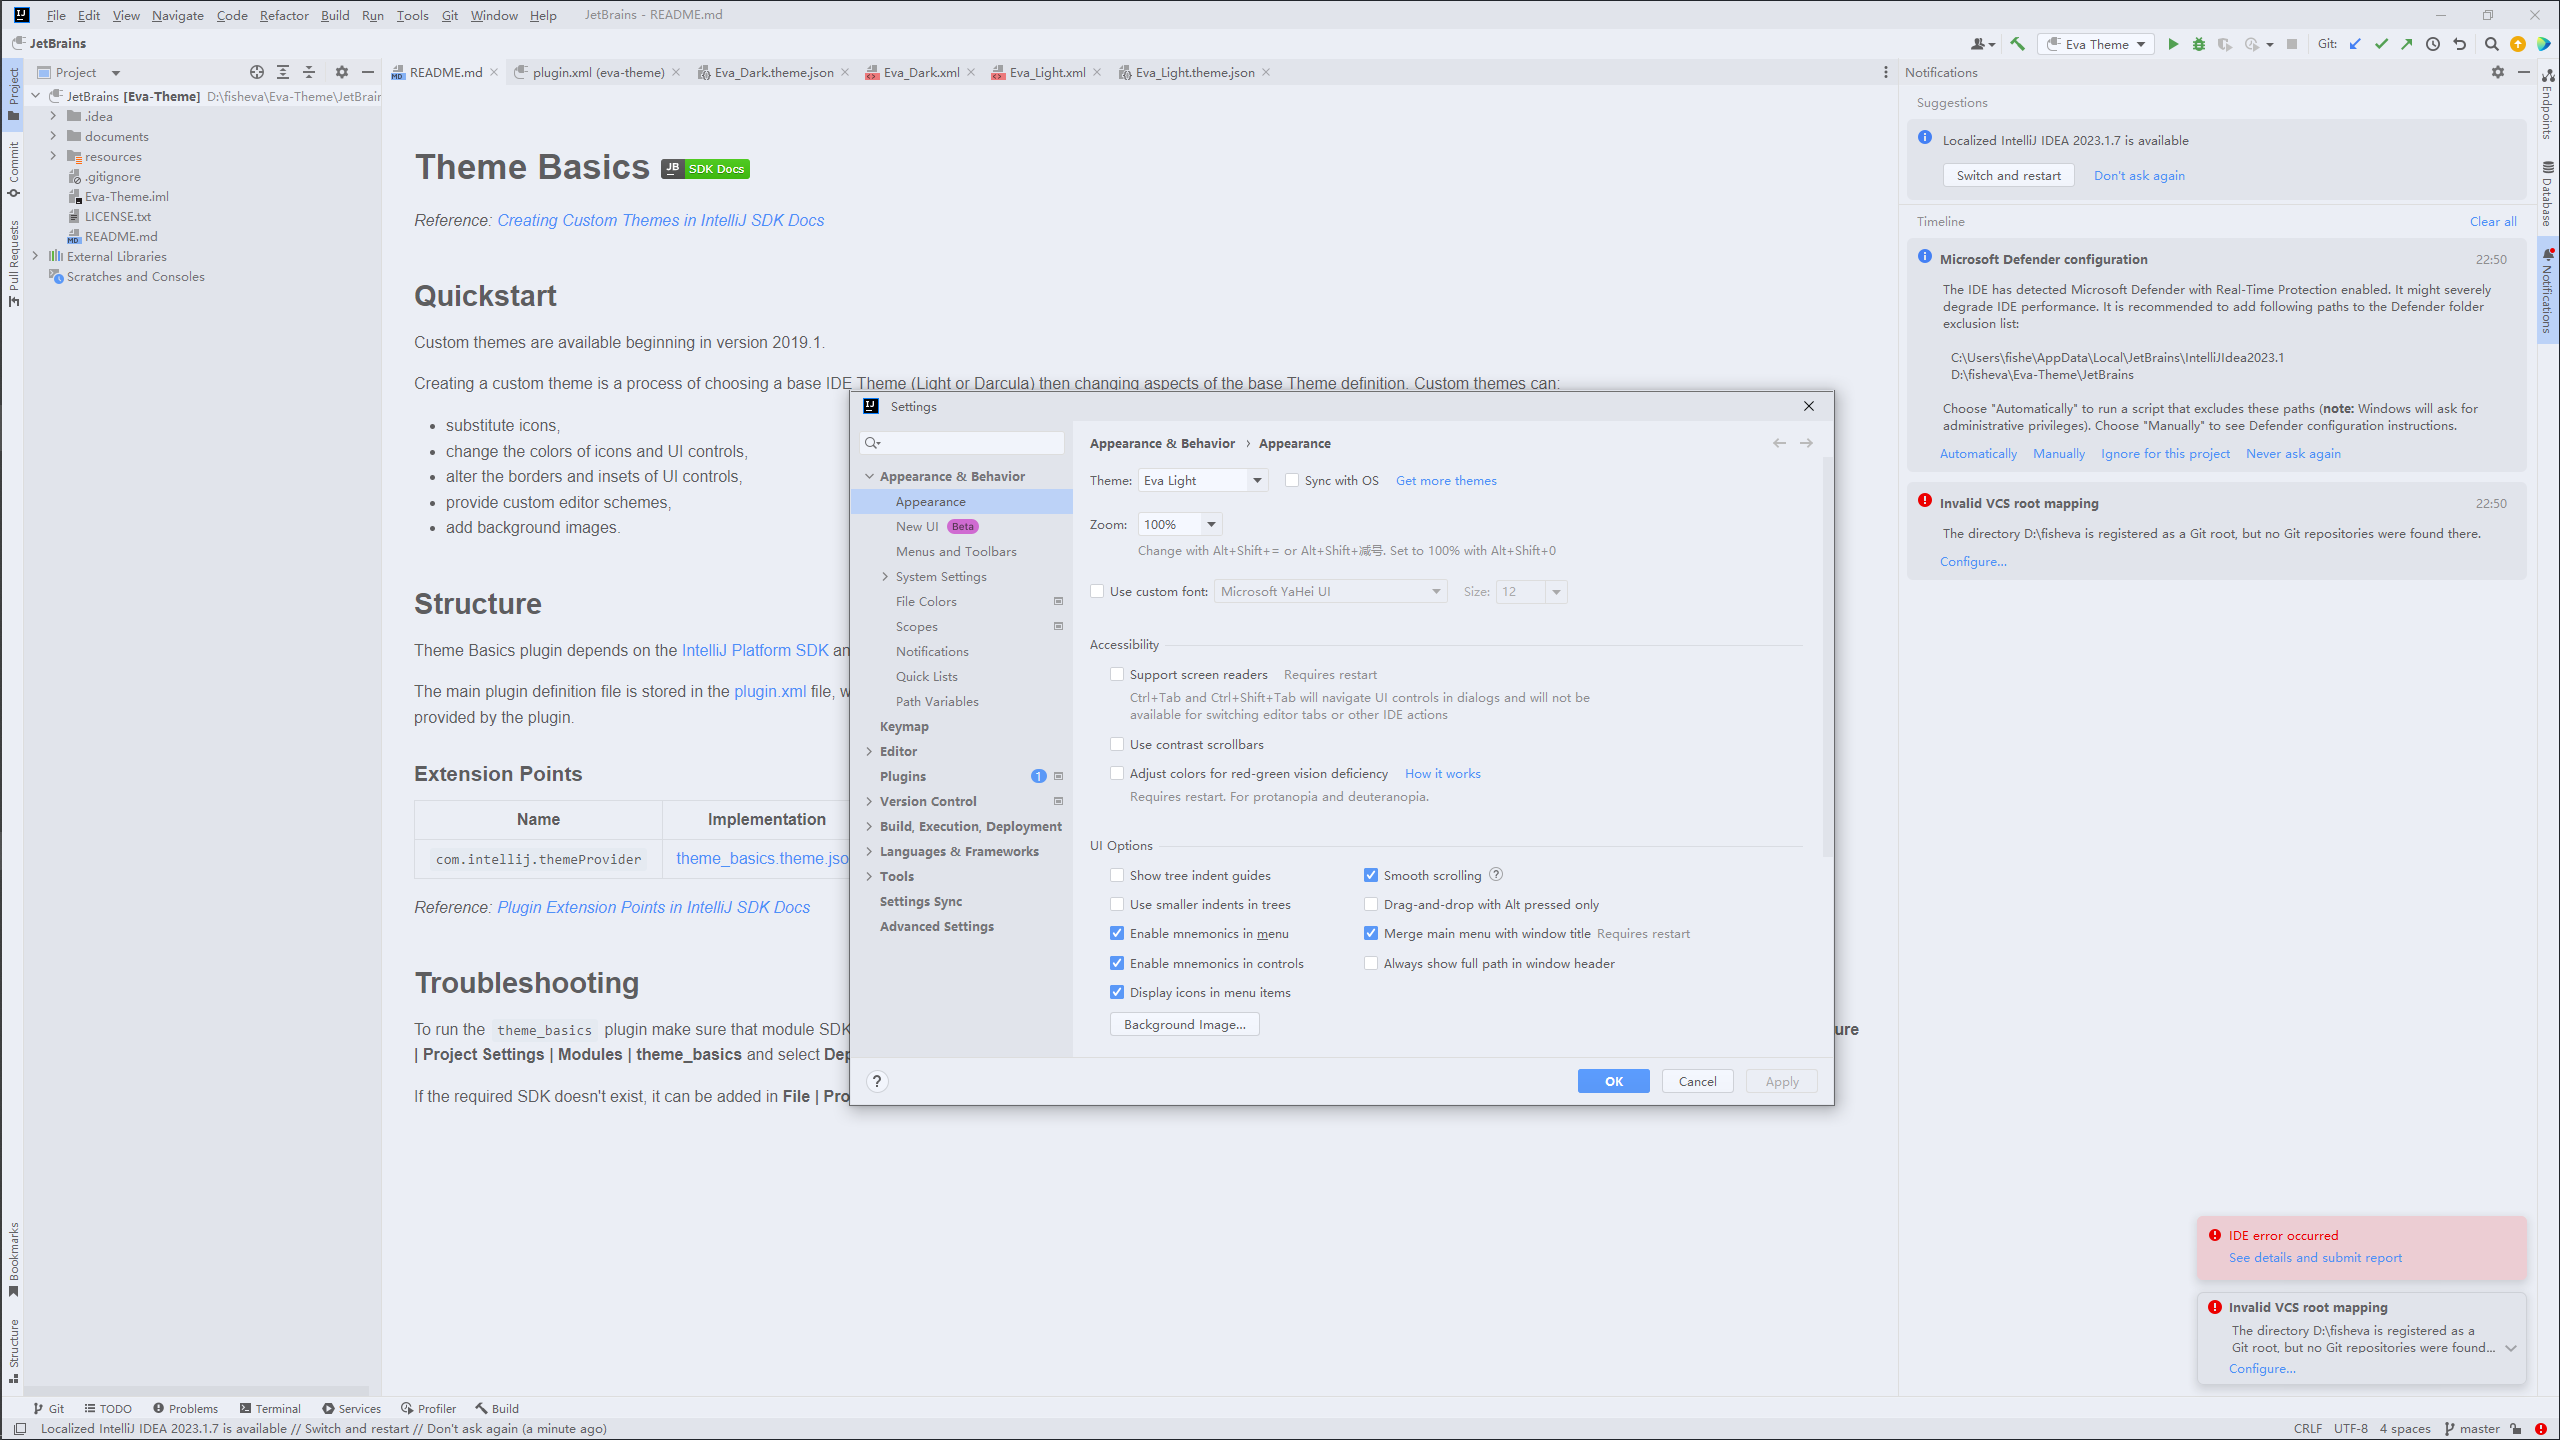 File Edit View Navigate Code Refactor Build Run Tools Git Window Help JetBrains - README.md
JetBrains
Eva Theme
Git:
Project
README.md
plugin.xml (eva-theme)
Eva_Dark.theme.json
Eva_Dark.xml
Eva_Light.xml
Eva_Light.theme.json
Notifications
Project
Commit
Pull Requests
Bookmarks
Structure
JetBrains [Eva-Theme] D:\fisheva\Eva-Theme\JetBrain
.idea
documents
resources
.gitignore
Eva-Theme.iml
LICENSE.txt
README.md
External Libraries
Scratches and Consoles
Theme Basics JB SDK Docs
Reference: Creating Custom Themes in IntelliJ SDK Docs
Quickstart
Custom themes are available beginning in version 2019.1.
Creating a custom theme is a process of choosing a base IDE Theme (Light or Darcula) then changing aspects of the base Theme definition. Custom themes can:
• substitute icons,
• change the colors of icons and UI controls,
• alter the borders and insets of UI controls,
• provide custom editor schemes,
• add background images.
Structure
Theme Basics plugin depends on the IntelliJ Platform SDK an
The main plugin definition file is stored in the plugin.xml file, w
provided by the plugin.
Extension Points
Name Implementation
com.intellij.themeProvider theme_basics.theme.jso
Reference: Plugin Extension Points in IntelliJ SDK Docs
Troubleshooting
To run the theme_basics plugin make sure that module SDK ure
| Project Settings | Modules | theme_basics and select Dep
If the required SDK doesn't exist, it can be added in File | Pro
Settings
Appearance & Behavior
Appearance
New UI Beta
Menus and Toolbars
System Settings
File Colors
Scopes
Notifications
Quick Lists
Path Variables
Keymap
Editor
Plugins 1
Version Control
Build, Execution, Deployment
Languages & Frameworks
Tools
Settings Sync
Advanced Settings
Appearance & Behavior › Appearance
Theme: Eva Light Sync with OS Get more themes
Zoom: 100%
Change with Alt+Shift+= or Alt+Shift+减号. Set to 100% with Alt+Shift+0
Use custom font: Microsoft YaHei UI Size: 12
Accessibility
Support screen readers Requires restart
Ctrl+Tab and Ctrl+Shift+Tab will navigate UI controls in dialogs and will not be
available for switching editor tabs or other IDE actions
Use contrast scrollbars
Adjust colors for red-green vision deficiency How it works
Requires restart. For protanopia and deuteranopia.
UI Options
Show tree indent guides Smooth scrolling ?
Use smaller indents in trees Drag-and-drop with Alt pressed only
Enable mnemonics in menu Merge main menu with window title Requires restart
Enable mnemonics in controls Always show full path in window header
Display icons in menu items
Background Image...
? OK Cancel Apply
Suggestions
Localized IntelliJ IDEA 2023.1.7 is available
Switch and restart Don't ask again
Timeline Clear all
Microsoft Defender configuration 22:50
The IDE has detected Microsoft Defender with Real-Time Protection enabled. It might severely
degrade IDE performance. It is recommended to add following paths to the Defender folder
exclusion list:
C:\Users\fishe\AppData\Local\JetBrains\IntelliJIdea2023.1
D:\fisheva\Eva-Theme\JetBrains
Choose "Automatically" to run a script that excludes these paths (note: Windows will ask for
administrative privileges). Choose "Manually" to see Defender configuration instructions.
Automatically Manually Ignore for this project Never ask again
Invalid VCS root mapping 22:50
The directory D:\fisheva is registered as a Git root, but no Git repositories were found there.
Configure...
IDE error occurred
See details and submit report
Invalid VCS root mapping
The directory D:\fisheva is registered as a
Git root, but no Git repositories were found...
Configure...
Endpoints
Database
Notifications
Git TODO Problems Terminal Services Profiler Build
Localized IntelliJ IDEA 2023.1.7 is available // Switch and restart // Don't ask again (a minute ago)
CRLF UTF-8 4 spaces master